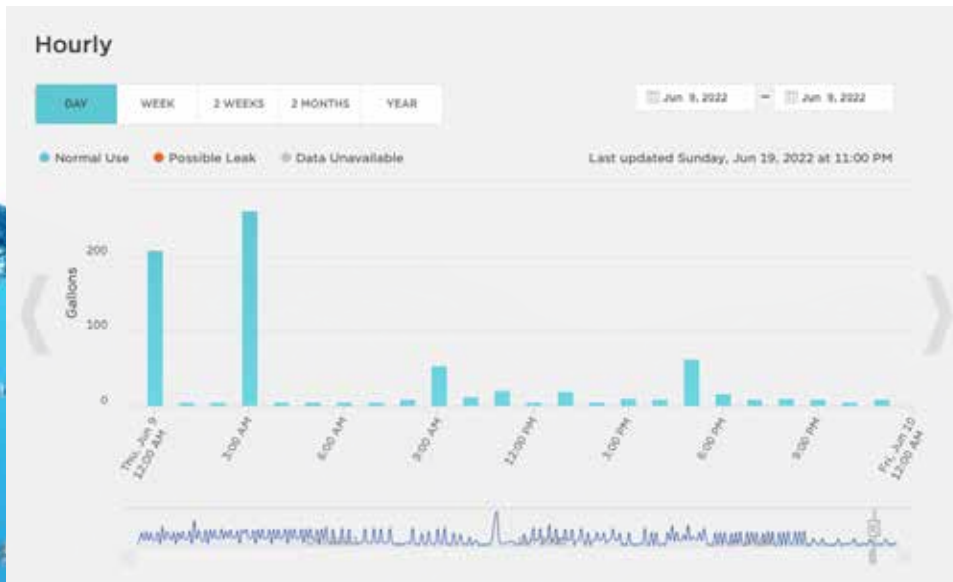 Hourly
DAY WEEK 2 WEEKS 2 MONTHS YEAR
Jun 9, 2022 – Jun 9, 2022
Normal Use Possible Leak Data Unavailable
Last updated Sunday, Jun 19, 2022 at 11:00 PM
Gallons
200
100
0
Thu, Jun 9
12:00 AM
3:00 AM
6:00 AM
9:00 AM
12:00 PM
3:00 PM
6:00 PM
9:00 PM
Fri, Jun 10
12:00 AM